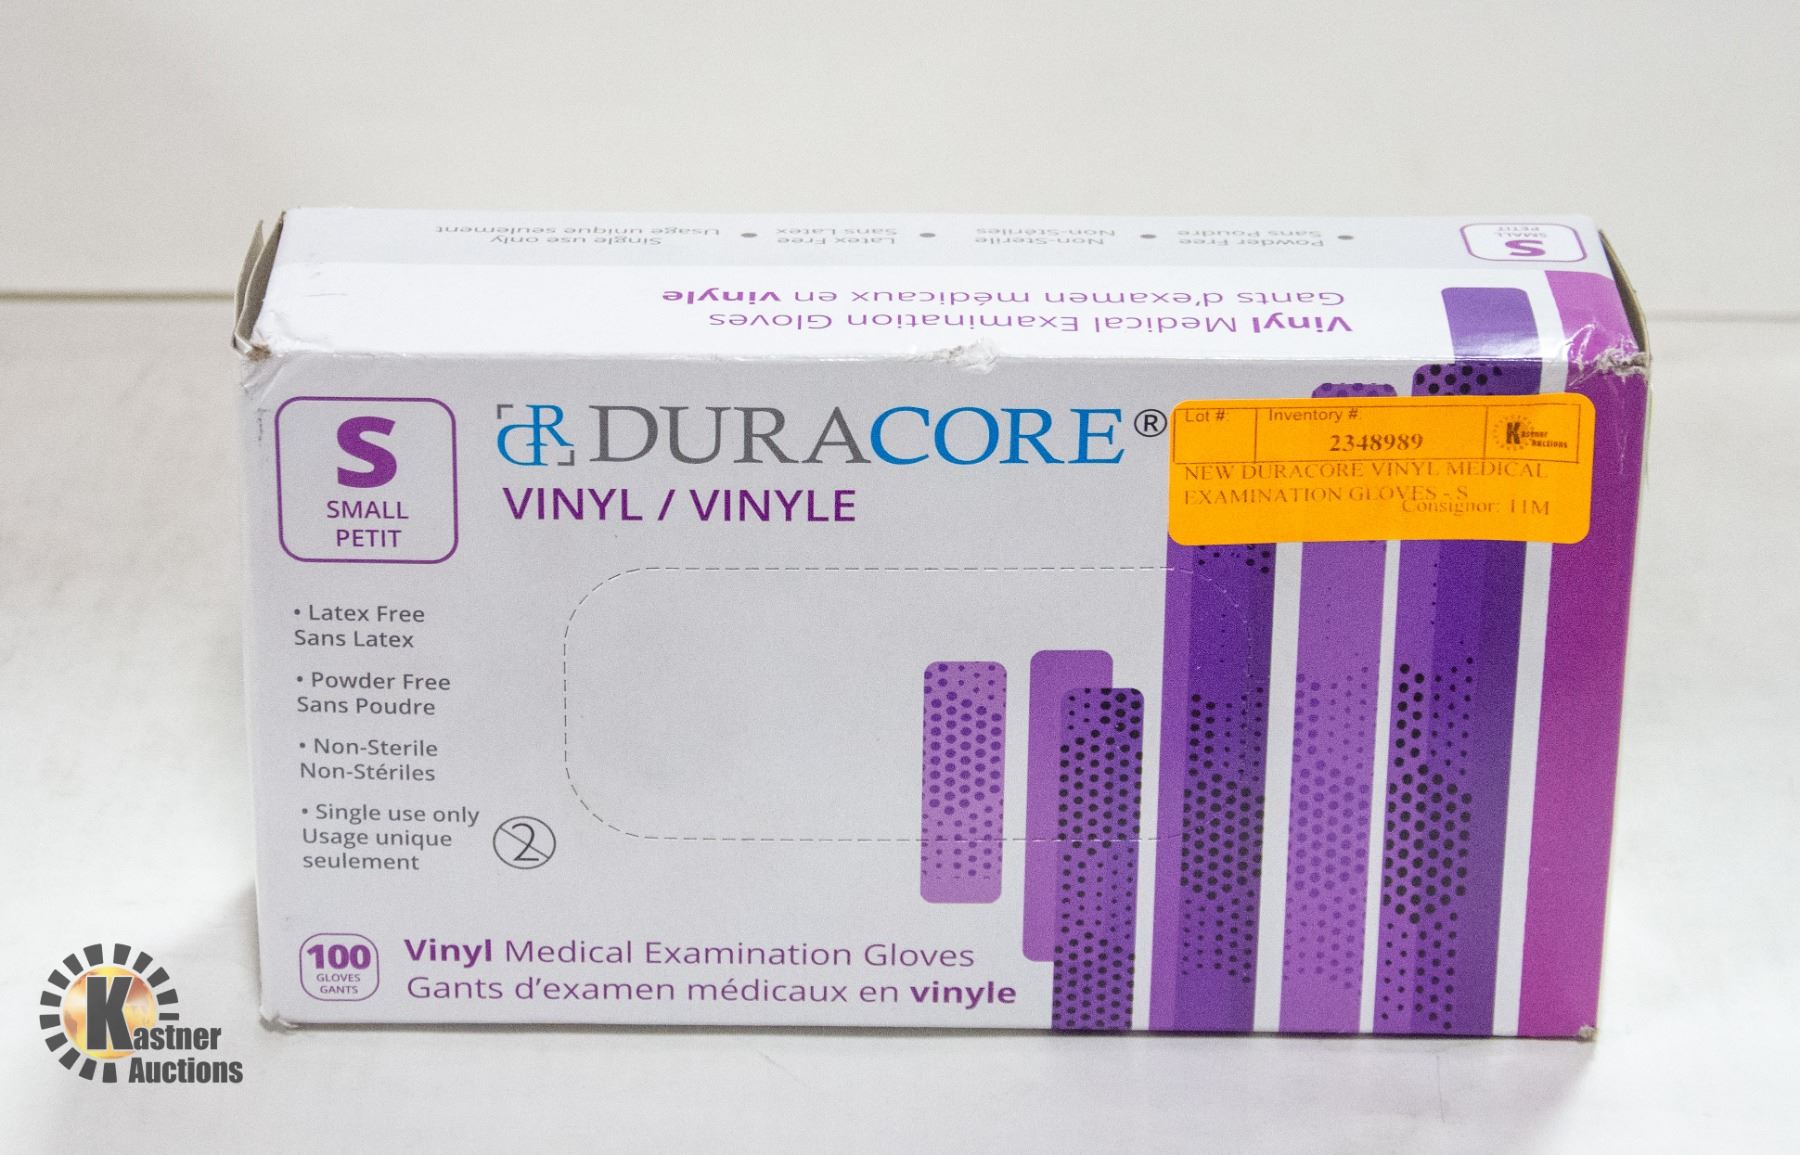 Single use only
Usage unique seulement
Latex Free
Sans Latex
Non-Sterile
Non-Stériles
Powder Free
Sans Poudre
S
SMALL
PETIT
Vinyl Medical Examination Gloves
Gants d'examen médicaux en vinyle
S
SMALL
PETIT
DURACORE®
VINYL / VINYLE
Lot #:
Inventory #:
2348989
Kastner
Auctions
NEW DURACORE VINYL MEDICAL
EXAMINATION GLOVES - S
Consignor: 11M
• Latex Free
Sans Latex
• Powder Free
Sans Poudre
• Non-Sterile
Non-Stériles
• Single use only
Usage unique
seulement
2
100
GLOVES
GANTS
Vinyl Medical Examination Gloves
Gants d'examen médicaux en vinyle
Kastner
Auctions